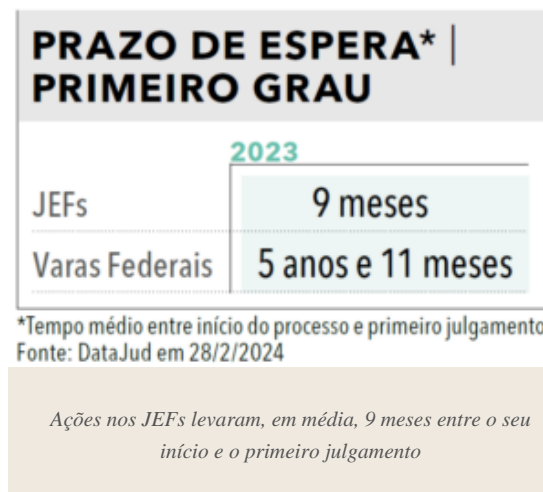 PRAZO DE ESPERA* |
PRIMEIRO GRAU
2023
JEFs 9 meses
Varas Federais 5 anos e 11 meses
*Tempo médio entre início do processo e primeiro julgamento
Fonte: DataJud em 28/2/2024
Ações nos JEFs levaram, em média, 9 meses entre o seu
início e o primeiro julgamento